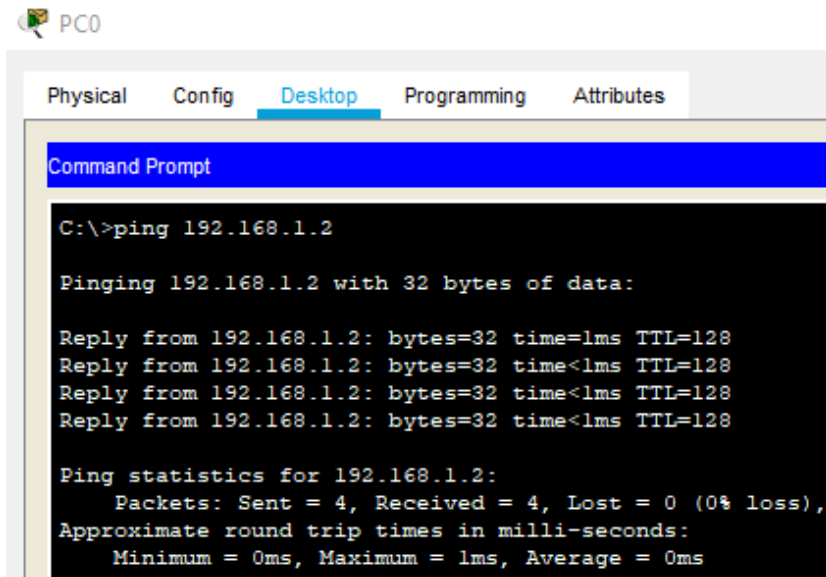 PC0
Physical Config Desktop Programming Attributes
Command Prompt
C:\>ping 192.168.1.2
Pinging 192.168.1.2 with 32 bytes of data:
Reply from 192.168.1.2: bytes=32 time=1ms TTL=128
Reply from 192.168.1.2: bytes=32 time<1ms TTL=128
Reply from 192.168.1.2: bytes=32 time<1ms TTL=128
Reply from 192.168.1.2: bytes=32 time<1ms TTL=128
Ping statistics for 192.168.1.2:
Packets: Sent = 4, Received = 4, Lost = 0 (0% loss),
Approximate round trip times in milli-seconds:
Minimum = 0ms, Maximum = 1ms, Average = 0ms